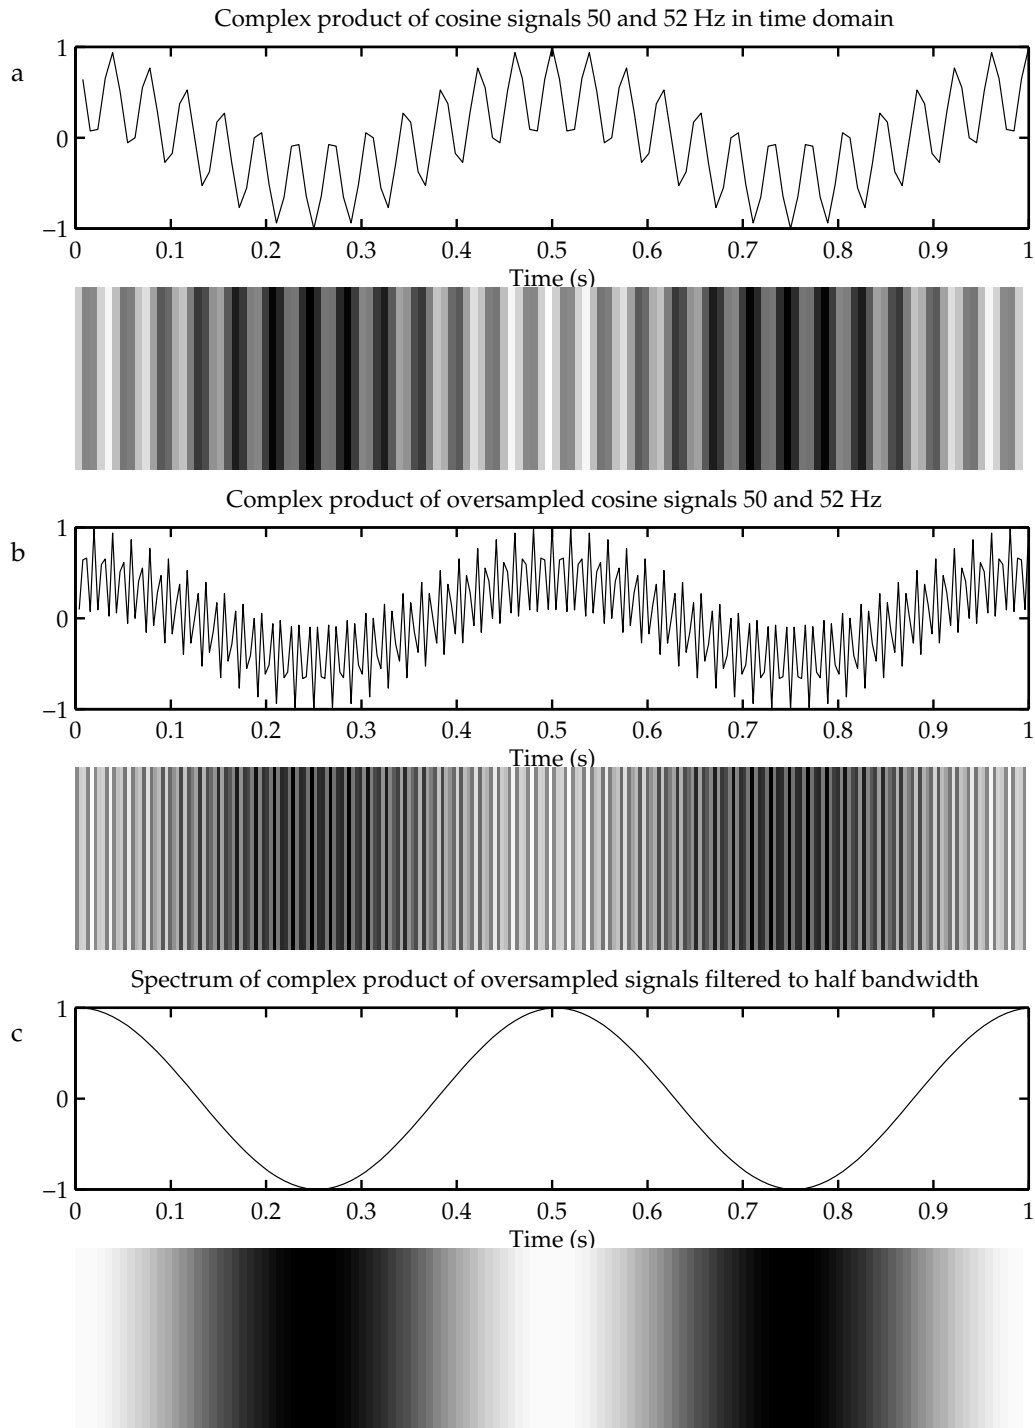 Complex product of cosine signals 50 and 52 Hz in time domain
a
1
0
−1
0 0.1 0.2 0.3 0.4 0.5 0.6 0.7 0.8 0.9 1
Time (s)
Complex product of oversampled cosine signals 50 and 52 Hz
b
1
0
−1
0 0.1 0.2 0.3 0.4 0.5 0.6 0.7 0.8 0.9 1
Time (s)
Spectrum of complex product of oversampled signals filtered to half bandwidth
c
1
0
−1
0 0.1 0.2 0.3 0.4 0.5 0.6 0.7 0.8 0.9 1
Time (s)